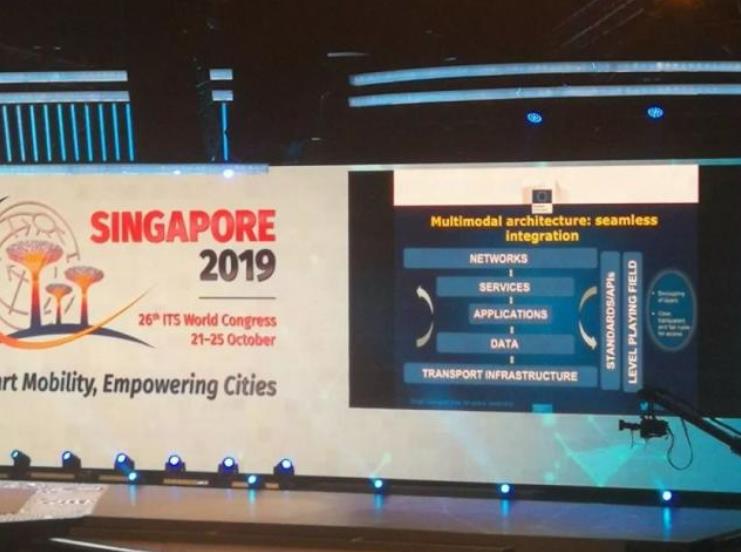 SINGAPORE
2019
26th ITS World Congress
21-25 October
art Mobility, Empowering Cities
Multimodal architecture: seamless
integration
NETWORKS
SERVICES
APPLICATIONS
DATA
TRANSPORT INFRASTRUCTURE
STANDARDS/APIs
LEVEL PLAYING FIELD
• Decoupling
of layers
• Clear,
transparent
and fair rules
for access